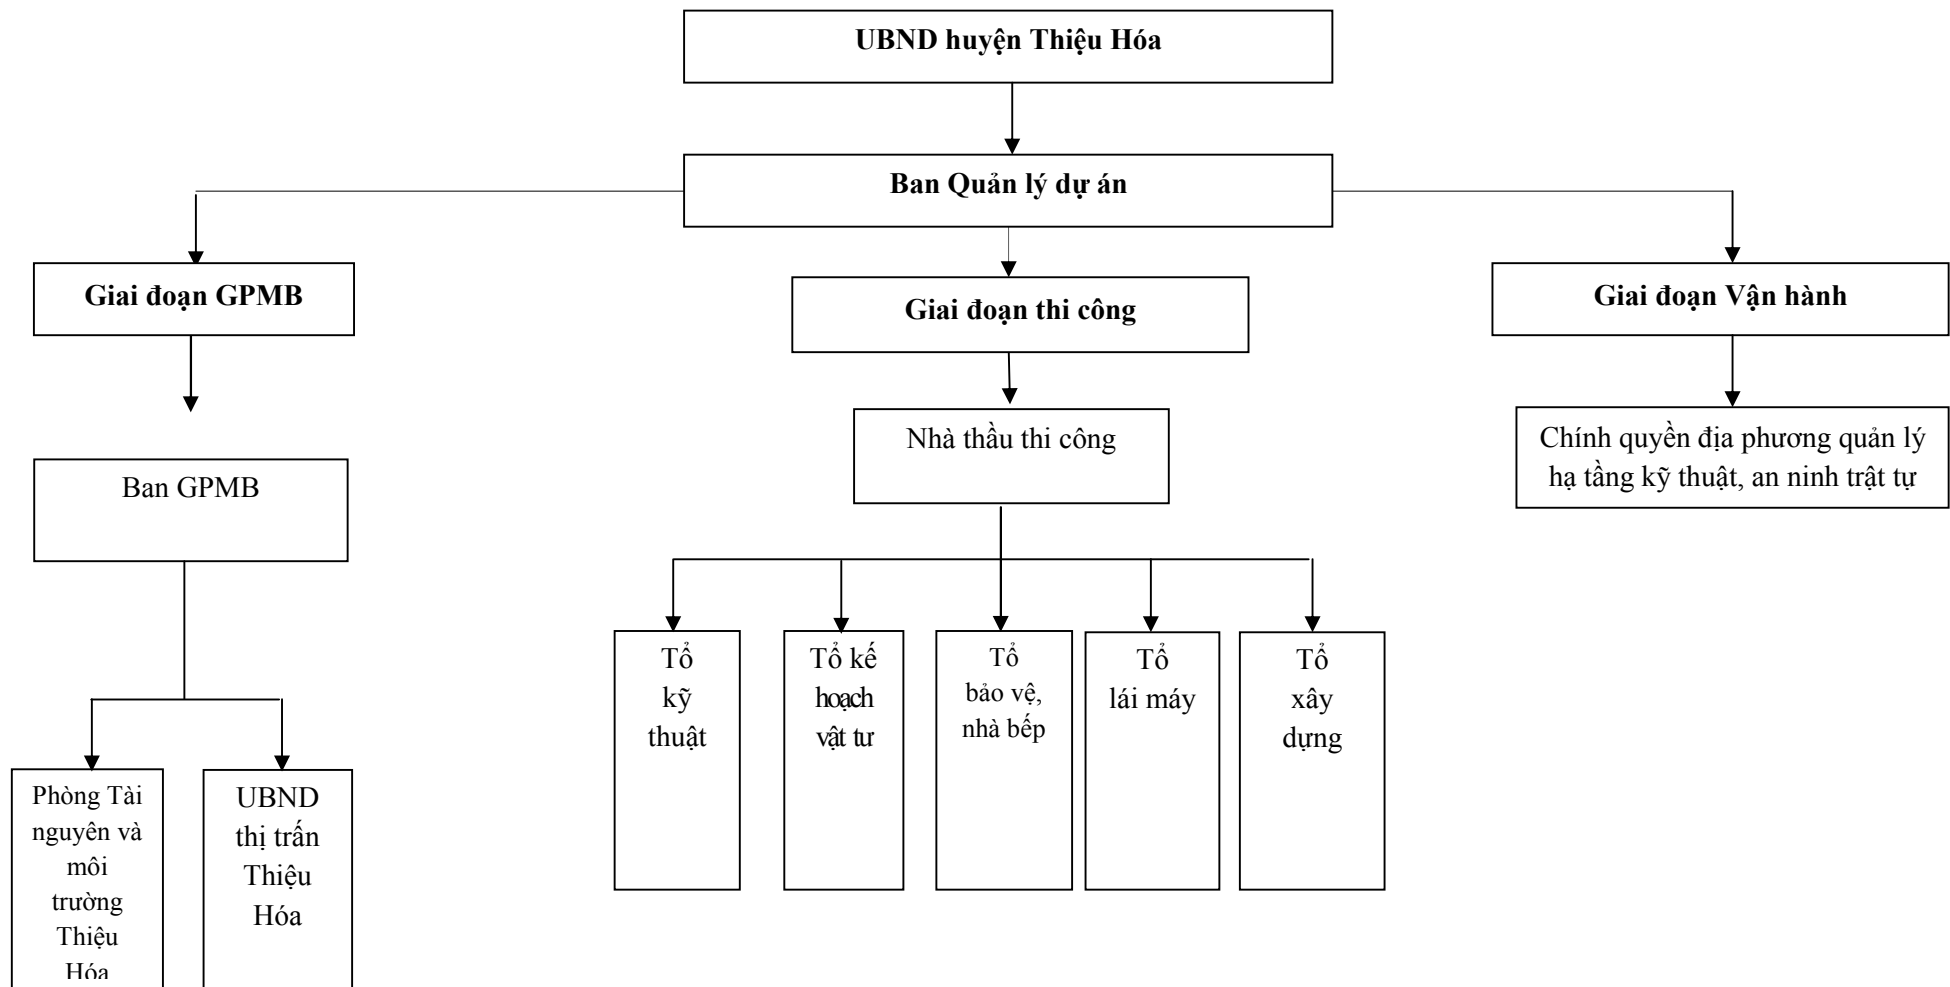 UBND huyện Thiệu Hóa
Ban Quản lý dự án
Giai đoạn GPMB
Giai đoạn thi công
Giai đoạn Vận hành
Ban GPMB
Nhà thầu thi công
Chính quyền địa phương quản lý
hạ tầng kỹ thuật, an ninh trật tự
Tổ
kỹ
thuật
Tổ kế
hoạch
vật tư
Tổ
bảo vệ,
nhà bếp
Tổ
lái máy
Tổ
xây
dựng
Phòng Tài
nguyên và
môi
trường
Thiệu
Hóa
UBND
thị trấn
Thiệu
Hóa